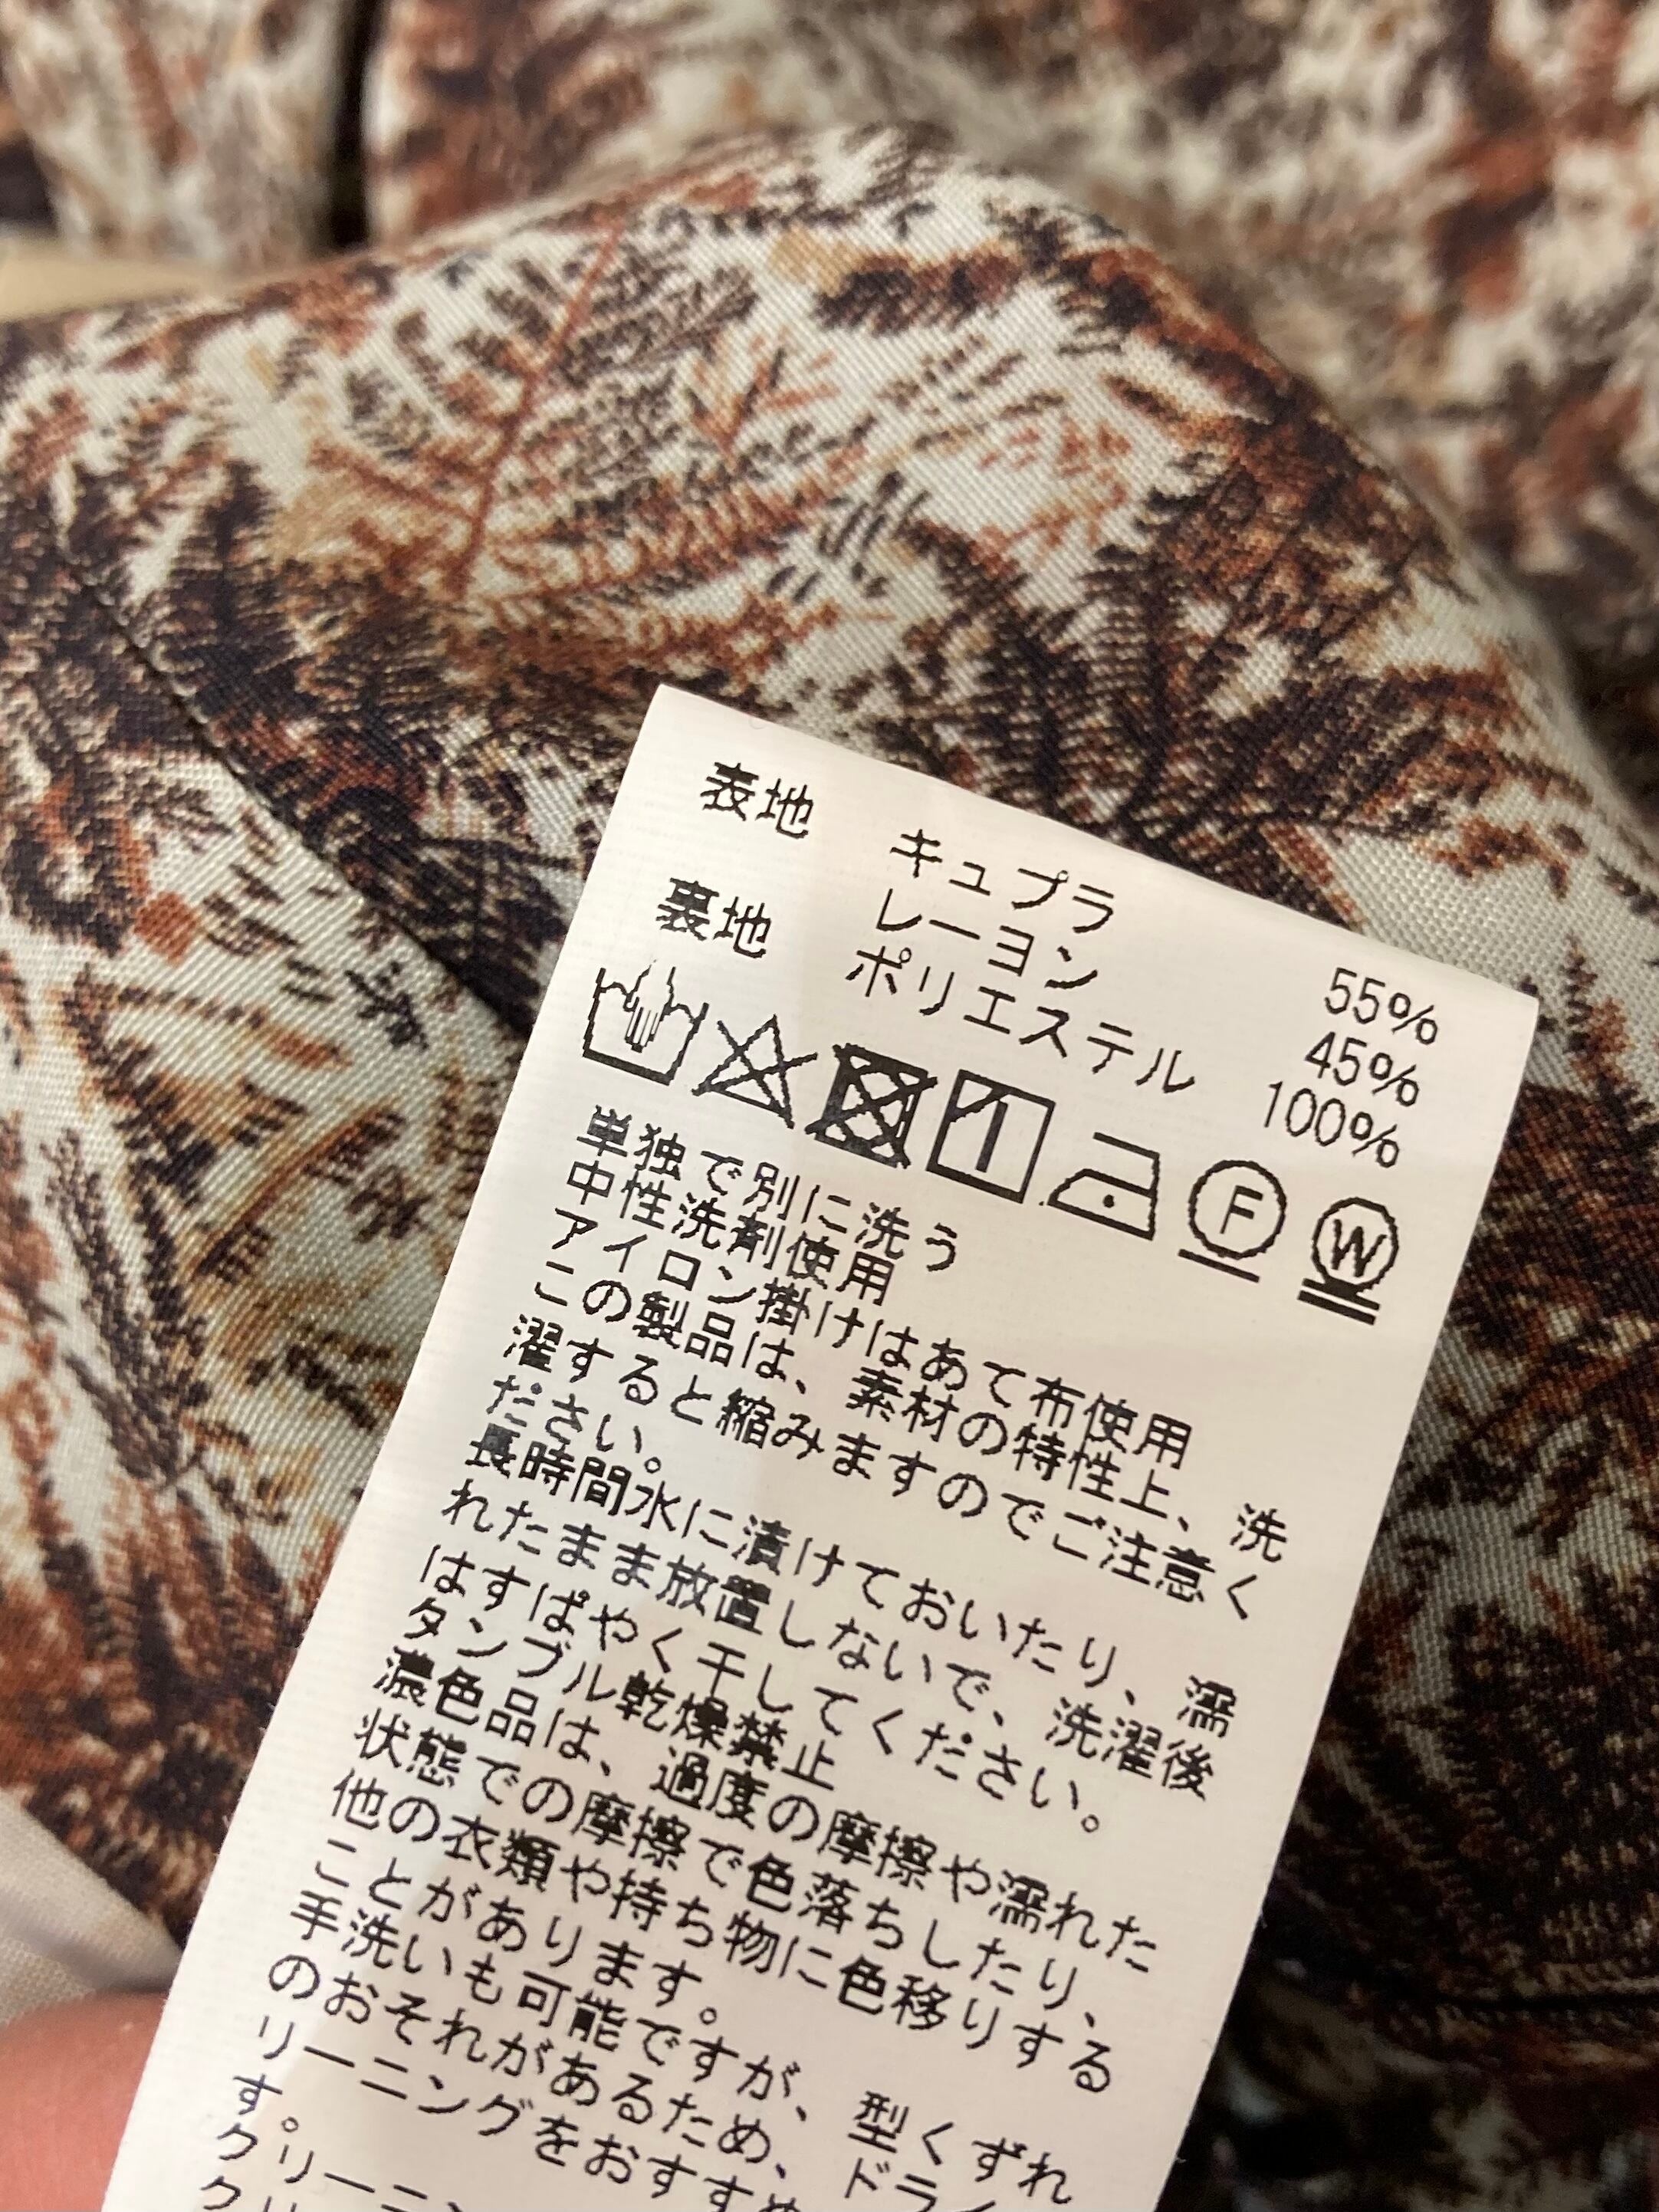 表地 キュプラ 55%
レーヨン 45%
裏地 ポリエステル 100%
F W
単独で別に洗う
中性洗剤使用
アイロン掛けはあて布使用
この製品は、素材の特性上、洗
濯すると縮みますのでご注意く
ださい。
長時間水に漬けておいたり、濡
れたまま放置しないで、洗濯後
はすばやく干してください。
タンブル乾燥禁止
濃色品は、過度の摩擦や濡れた
状態での摩擦で色落ちしたり、
他の衣類や持ち物に色移りする
ことがあります。
手洗いも可能ですが、型くずれ
のおそれがあるため、ドライ
リーニングをおすす
す。
クリーニン